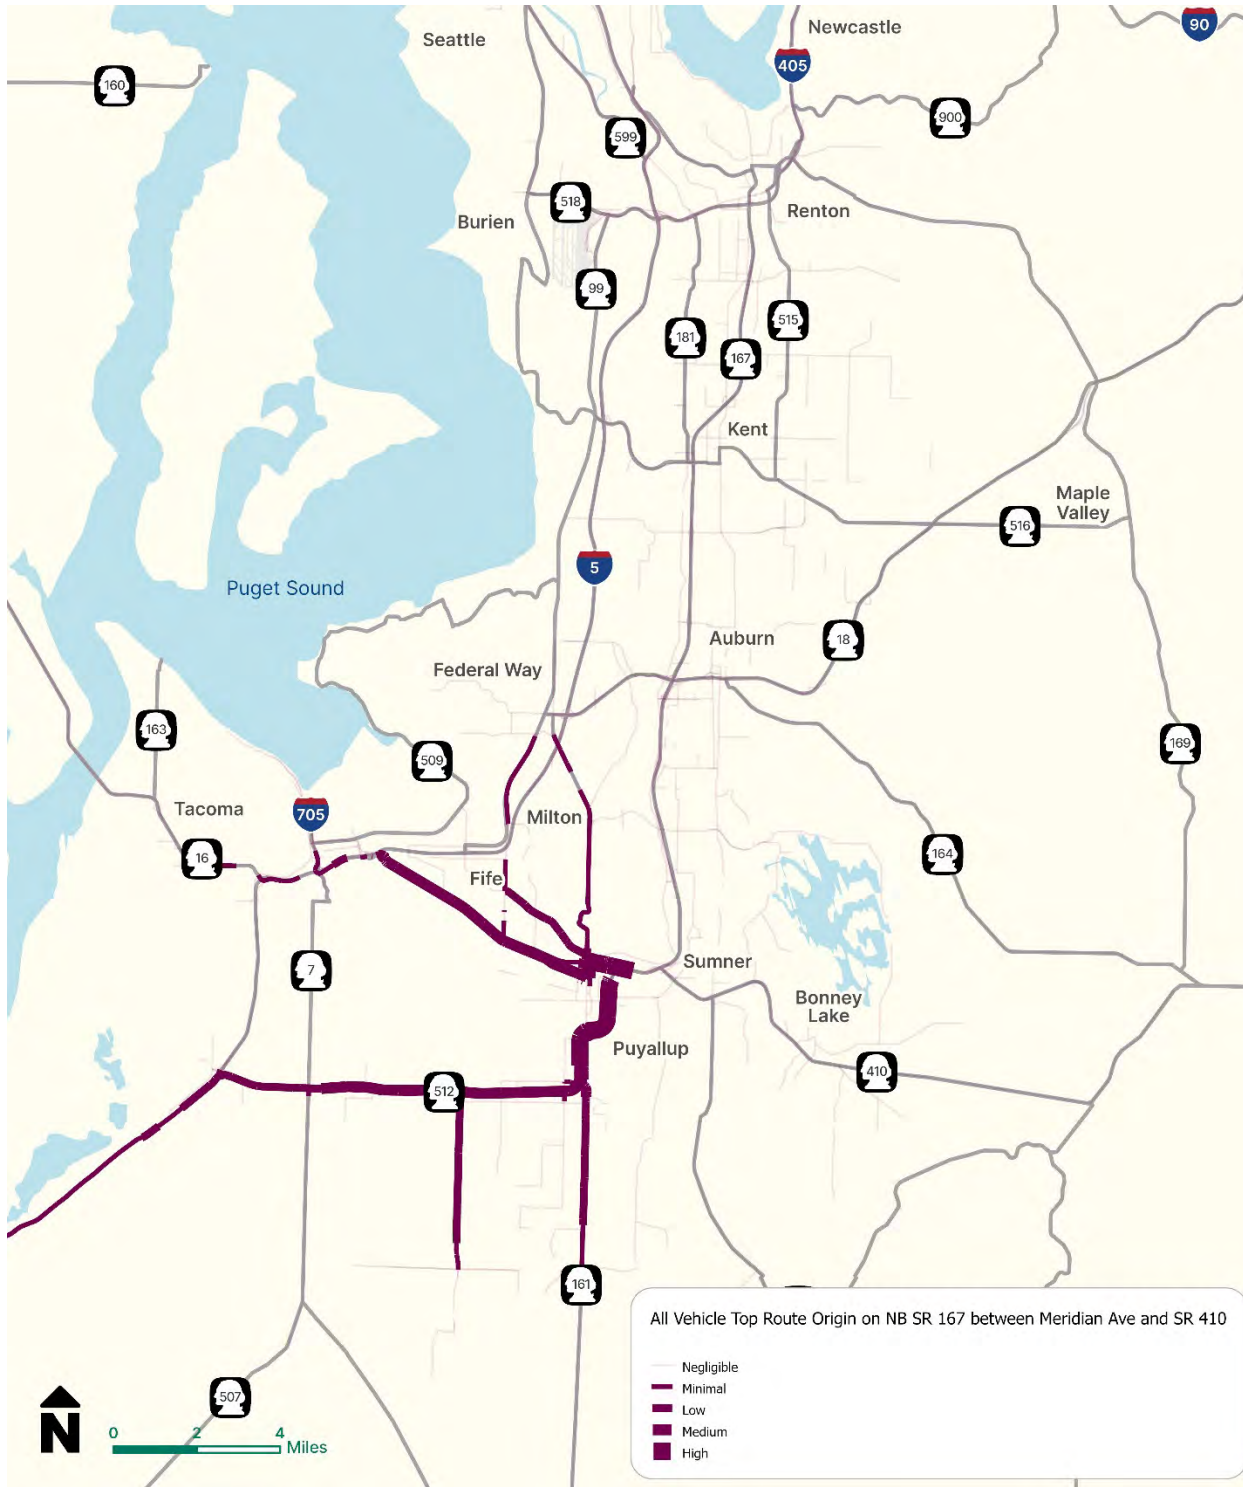 Seattle
Newcastle
90
405
160
900
599
518
Renton
Burien
99
515
181
167
Kent
Maple
Valley
516
5
Puget Sound
Auburn
18
Federal Way
163
169
509
Tacoma
705
Milton
16
164
Fife
Sumner
7
Bonney
Lake
Puyallup
410
512
161
All Vehicle Top Route Origin on NB SR 167 between Meridian Ave and SR 410
Negligible
Minimal
Low
Medium
High
507
N
0 2 4
Miles